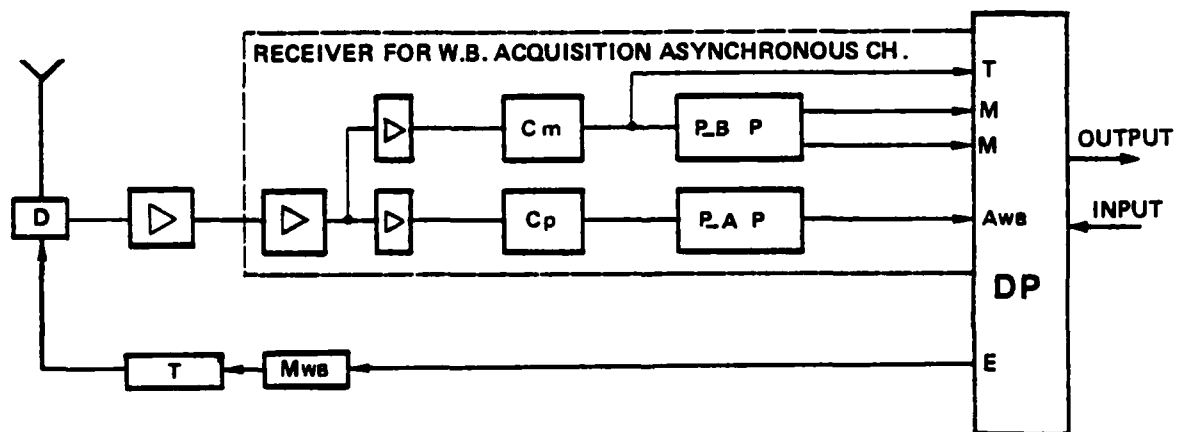 RECEIVER FOR W.B. ACQUISITION ASYNCHRONOUS CH.
T
Cm
P_B P
M
M
OUTPUT
D
Cp
P_A P
AWB
INPUT
DP
T
MWB
E